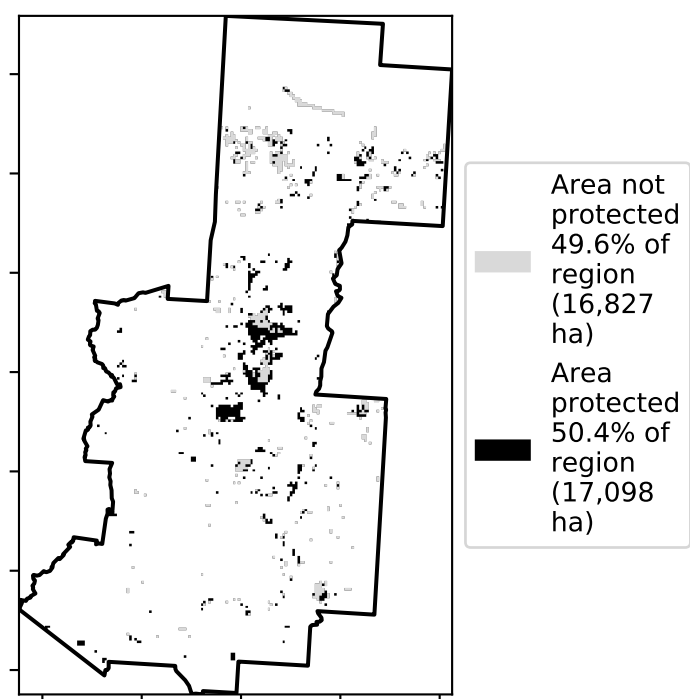 Area not
protected
49.6% of
region
(16,827
ha)
Area
protected
50.4% of
region
(17,098
ha)